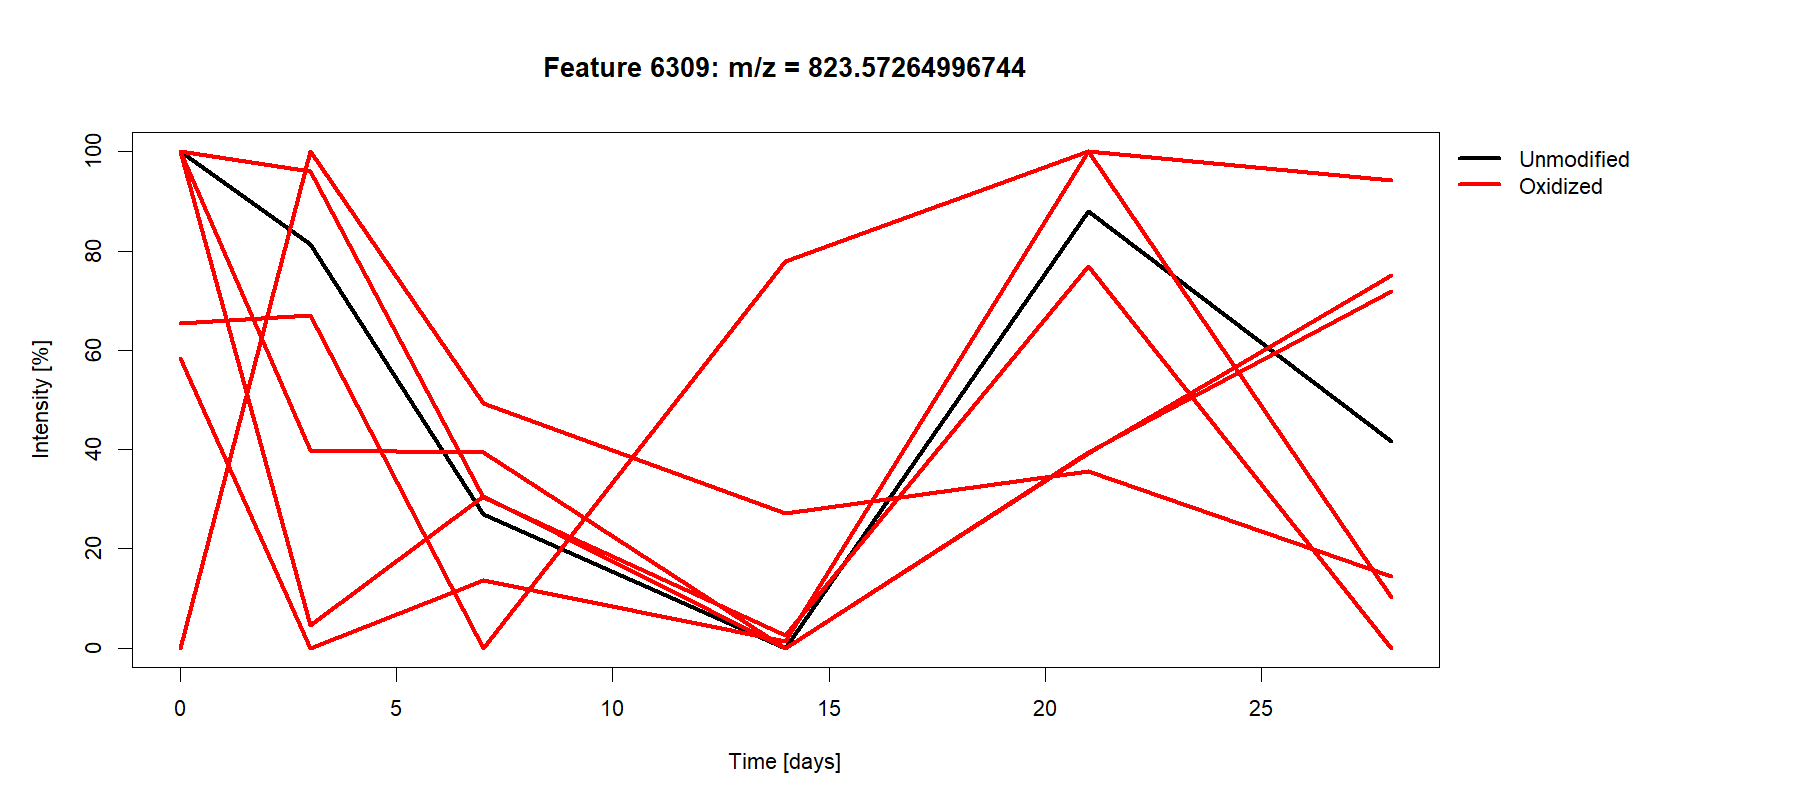 Feature 6309: m/z = 823.57264996744
Intensity [%]
100
80
60
40
20
0
0 5 10 15 20 25
Time [days]
Unmodified
Oxidized